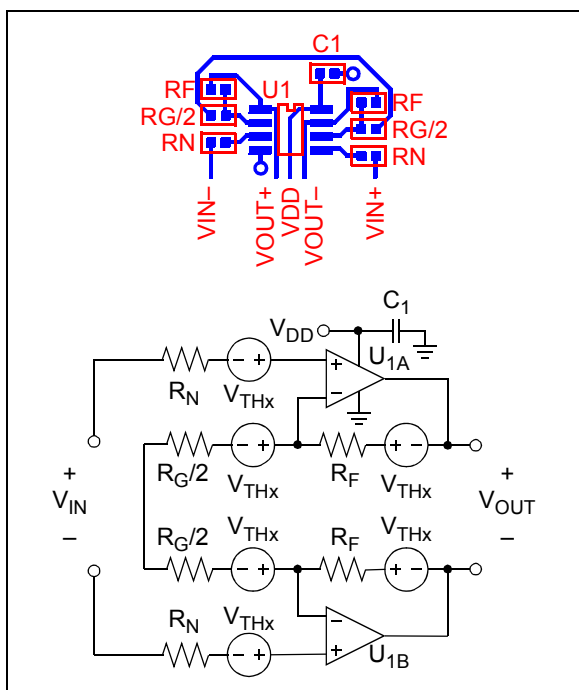 C1
RF U1 RF
RG/2 RG/2
RN RN
VIN–
VOUT+
VDD
VOUT–
VIN+
C1
VDD
U1A
+
–
– +
RN VTHx
– + + –
RG/2 VTHx RF VTHx
+ +
VIN VOUT
– –
RG/2 VTHx RF VTHx
– + + –
VTHx
RN – +
–
+
U1B